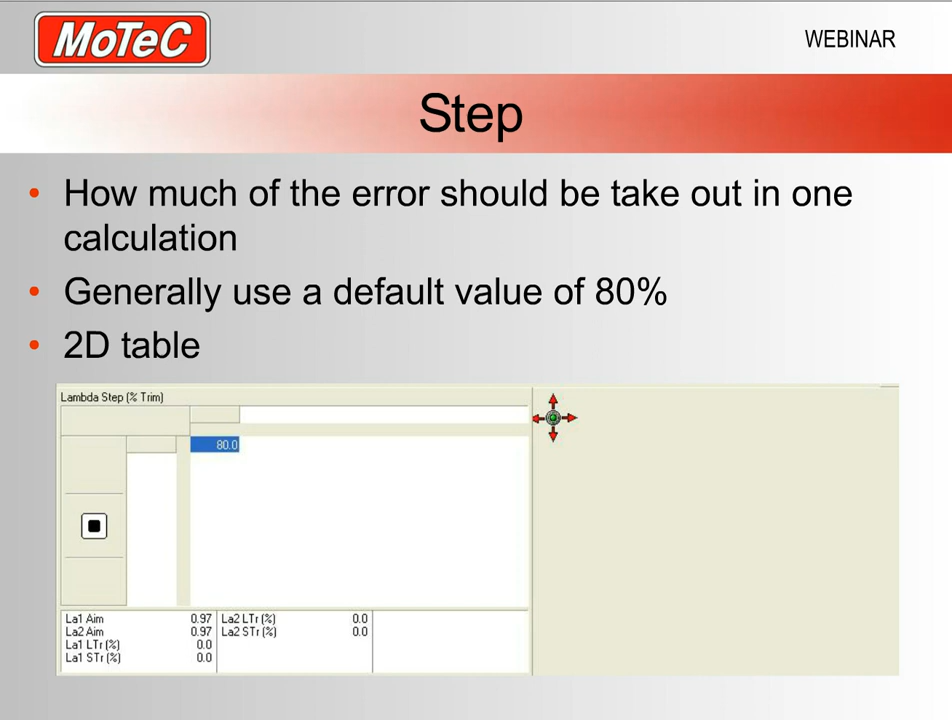 MoTeC
WEBINAR
Step
• How much of the error should be take out in one
calculation
• Generally use a default value of 80%
• 2D table
Lambda Step (% Trim)
80.0
La1 Aim 0.97 La2 LTr (%) 0.0
La2 Aim 0.97 La2 STr (%) 0.0
La1 LTr (%) 0.0
La1 STr (%) 0.0